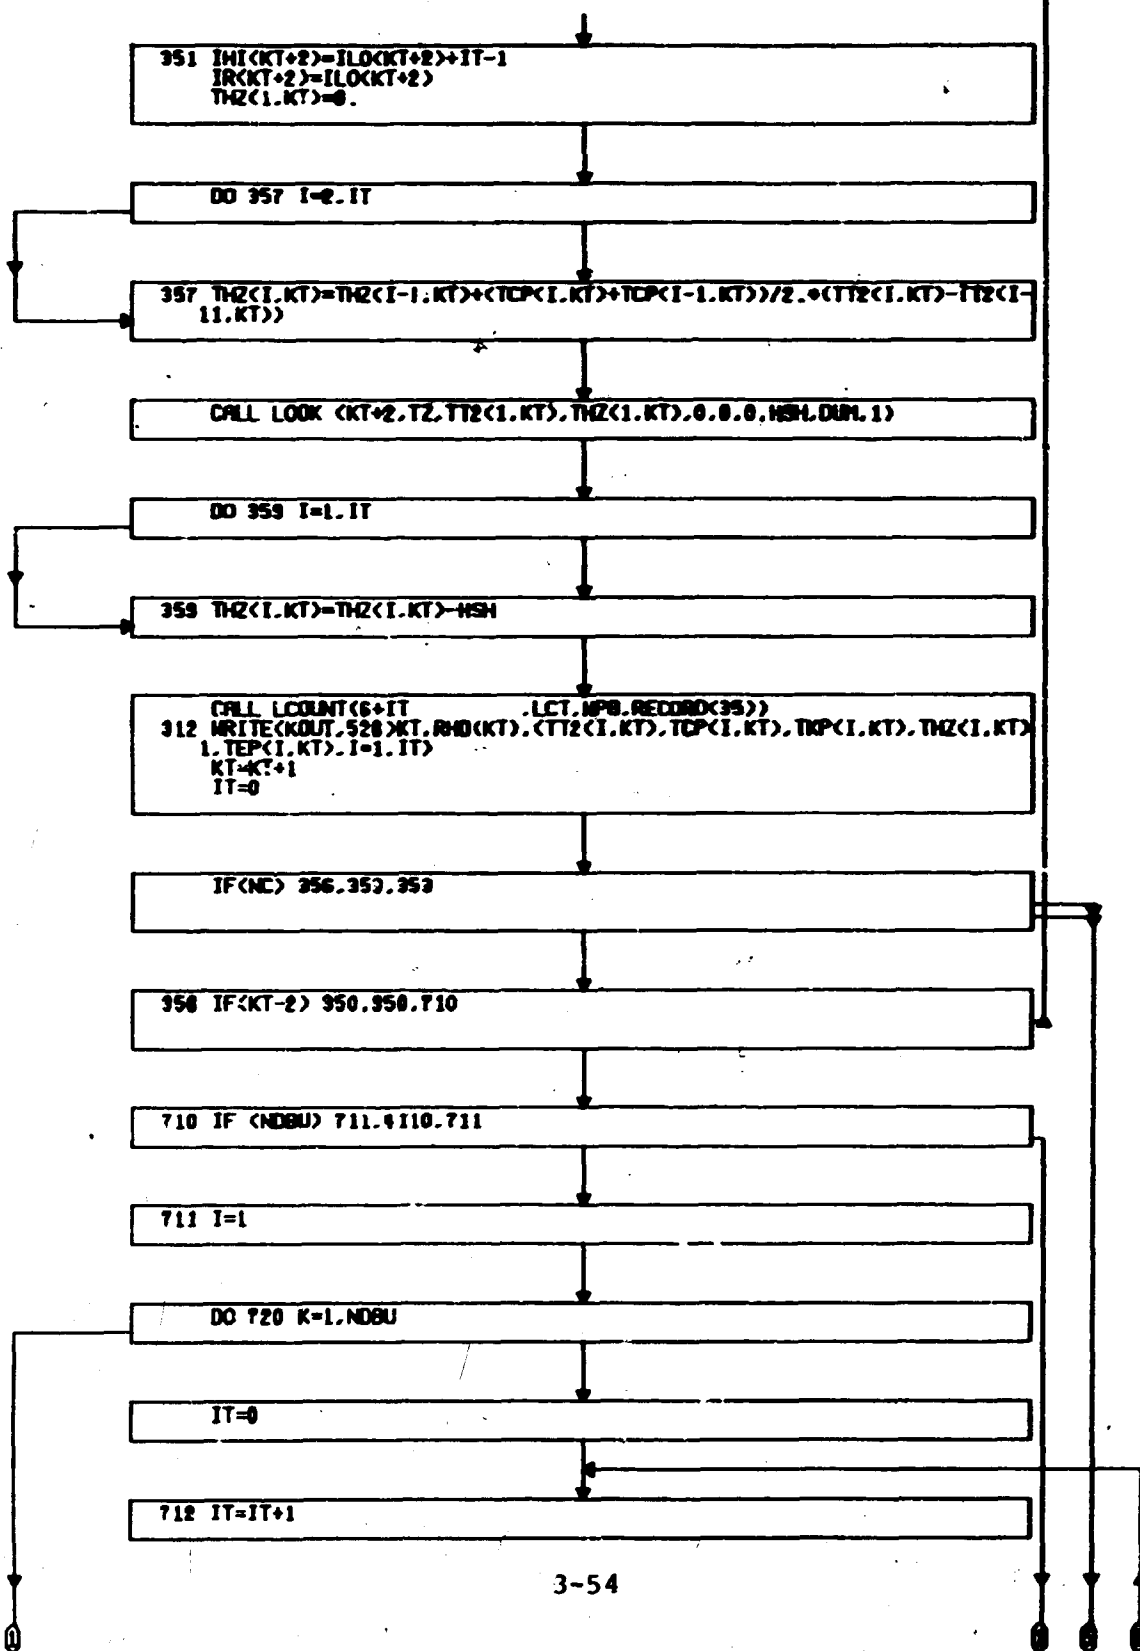 351 IHI(KT+2)=ILO(KT+2)+IT-1
IR(KT+2)=ILO(KT+2)
THZ(1,KT)=0.
DO 357 I=2,IT
357 THZ(I,KT)=THZ(I-1,KT)+(TCP(I,KT)+TCP(I-1,KT))/2.*(TT2(I,KT)-TT2(I-
11,KT))
CALL LOOK (KT+2,TZ,TT2(1,KT),THZ(1,KT),0,0,0,HSH,DUM,1)
DO 359 I=1,IT
359 THZ(I,KT)=THZ(I,KT)-HSH
CALL LCOUNT(6+IT ,LCT,NPB,RECORD(35))
312 WRITE(KOUT,528)KT,RHO(KT),(TT2(I,KT),TCP(I,KT),TKP(I,KT),THZ(I,KT)
1,TEP(I,KT),I=1,IT)
KT=KT+1
IT=0
IF(NC) 356,353,353
358 IF(KT-2) 350,350,710
710 IF (NDBU) 711,4110,711
711 I=1
DO 720 K=1,NDBU
IT=0
712 IT=IT+1
3-54
1